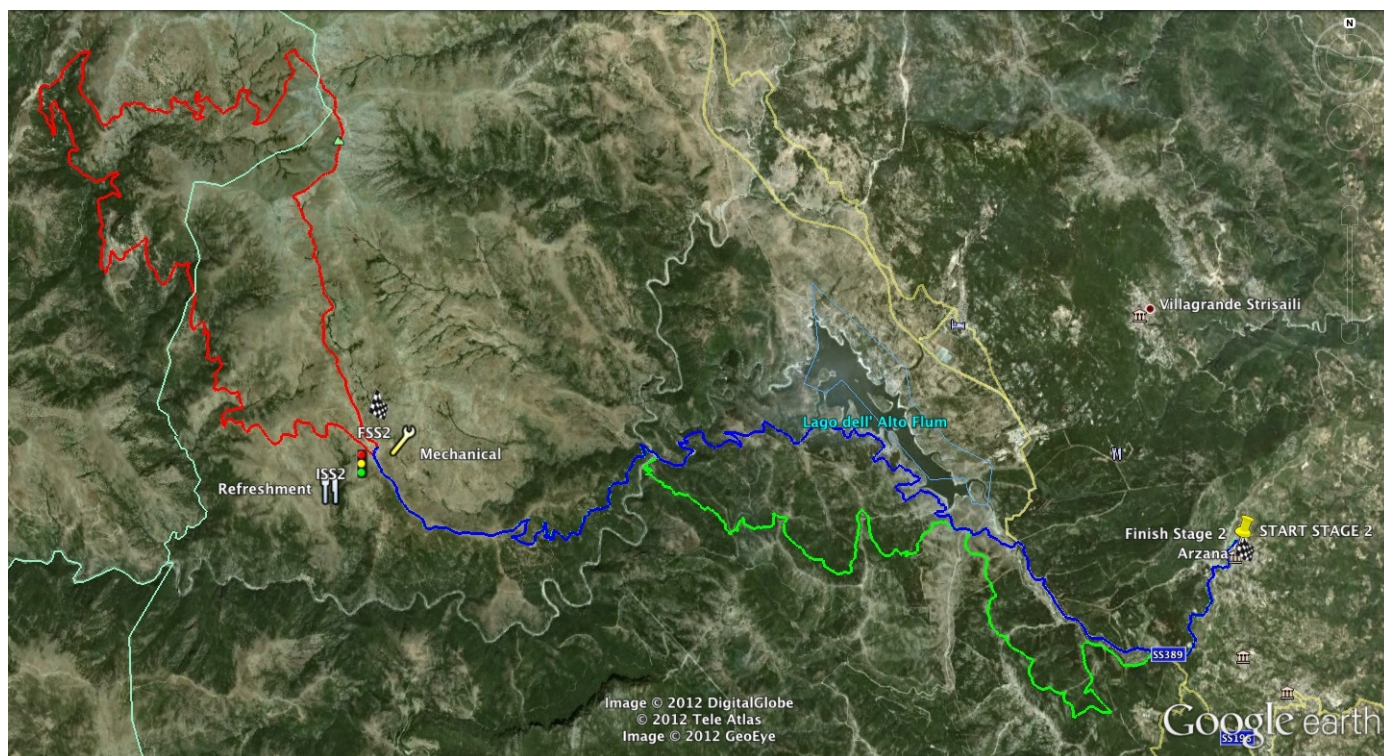 N
Villagrande Strisaili
Lago dell' Alto Flum
FSS2
Mechanical
ISS2
Refreshment
Finish Stage 2
START STAGE 2
Arzana
SS389
Image © 2012 DigitalGlobe
© 2012 Tele Atlas
Image © 2012 GeoEye
Google earth